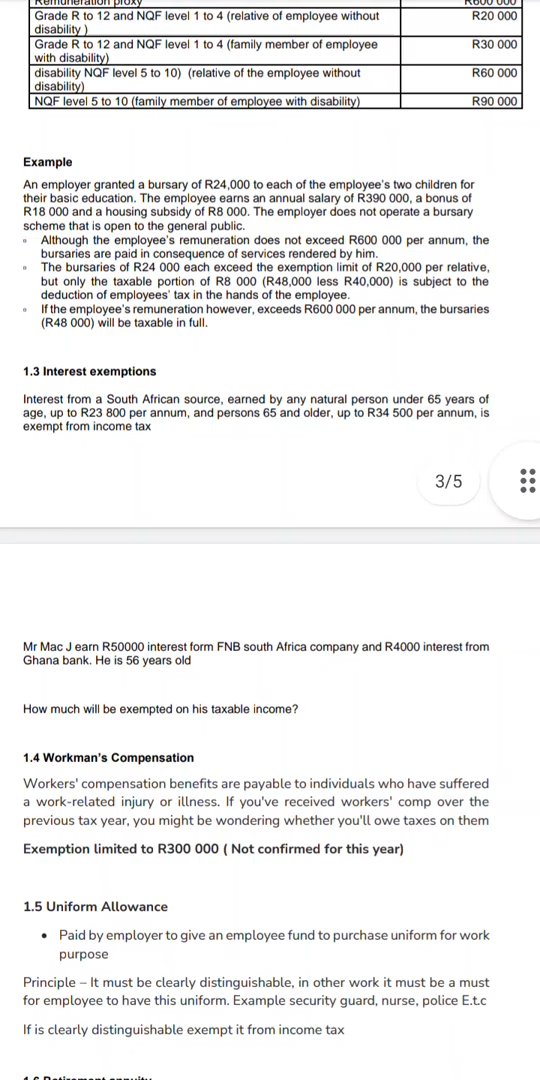 Remuneration proxy R600 000
Grade R to 12 and NQF level 1 to 4 (relative of employee without R20 000
disability )
Grade R to 12 and NQF level 1 to 4 (family member of employee R30 000
with disability)
disability NQF level 5 to 10) (relative of the employee without R60 000
disability)
NQF level 5 to 10 (family member of employee with disability) R90 000
Example
An employer granted a bursary of R24,000 to each of the employee's two children for
their basic education. The employee earns an annual salary of R390 000, a bonus of
R18 000 and a housing subsidy of R8 000. The employer does not operate a bursary
scheme that is open to the general public.
▫ Although the employee's remuneration does not exceed R600 000 per annum, the
bursaries are paid in consequence of services rendered by him.
▫ The bursaries of R24 000 each exceed the exemption limit of R20,000 per relative,
but only the taxable portion of R8 000 (R48,000 less R40,000) is subject to the
deduction of employees' tax in the hands of the employee.
▫ If the employee's remuneration however, exceeds R600 000 per annum, the bursaries
(R48 000) will be taxable in full.
1.3 Interest exemptions
Interest from a South African source, earned by any natural person under 65 years of
age, up to R23 800 per annum, and persons 65 and older, up to R34 500 per annum, is
exempt from income tax
3/5
Mr Mac J earn R50000 interest form FNB south Africa company and R4000 interest from
Ghana bank. He is 56 years old
How much will be exempted on his taxable income?
1.4 Workman's Compensation
Workers' compensation benefits are payable to individuals who have suffered
a work-related injury or illness. If you've received workers' comp over the
previous tax year, you might be wondering whether you'll owe taxes on them
Exemption limited to R300 000 ( Not confirmed for this year)
1.5 Uniform Allowance
• Paid by employer to give an employee fund to purchase uniform for work
purpose
Principle – It must be clearly distinguishable, in other work it must be a must
for employee to have this uniform. Example security guard, nurse, police E.t.c
If is clearly distinguishable exempt it from income tax
1.6 Retirement annuity